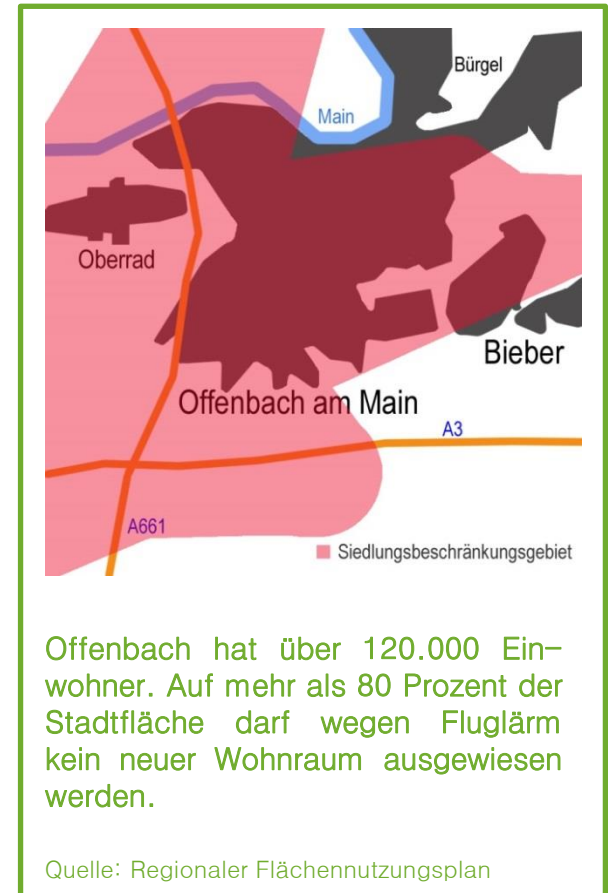 Bürgel
Main
Oberrad
Bieber
Offenbach am Main
A3
A661
Siedlungsbeschränkungsgebiet
Offenbach hat über 120.000 Ein-
wohner. Auf mehr als 80 Prozent der
Stadtfläche darf wegen Fluglärm
kein neuer Wohnraum ausgewiesen
werden.
Quelle: Regionaler Flächennutzungsplan